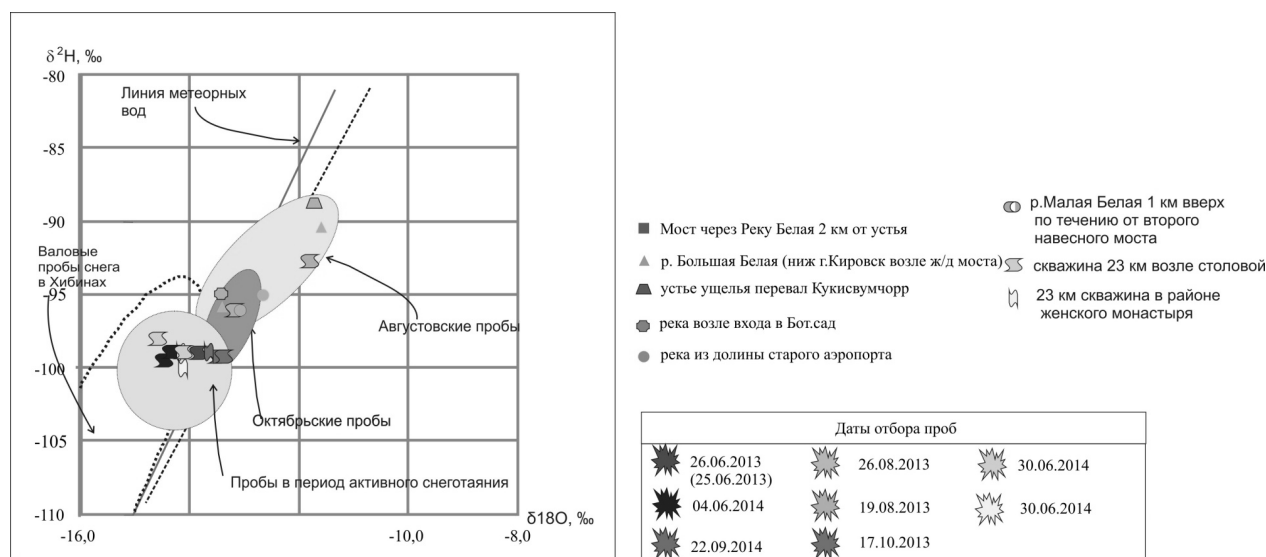 δ²H, ‰
-80
-85
-90
-95
-100
-105
-110
-16,0
-10,0
-8,0
δ18O, ‰
Линия метеорных
вод
Валовые
пробы снега
в Хибинах
Августовские пробы
Октябрьские пробы
Пробы в период активного снеготаяния
Мост через Реку Белая 2 км от устья
р. Большая Белая (ниж г.Кировск возле ж/д моста)
устье ущелья перевал Кукисвумчорр
река возле входа в Бот.сад
река из долины старого аэропорта
р.Малая Белая 1 км вверх
по течению от второго
навесного моста
скважина 23 км возле столовой
23 км скважина в районе
женского монастыря
Даты отбора проб
26.06.2013
(25.06.2013)
04.06.2014
22.09.2014
26.08.2013
19.08.2013
17.10.2013
30.06.2014
30.06.2014